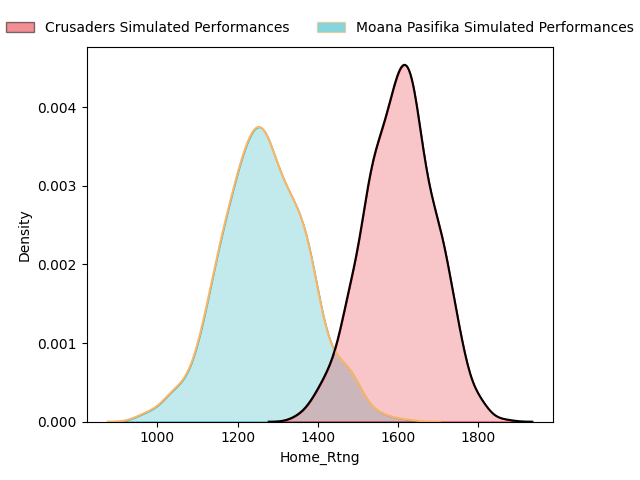 Crusaders Simulated Performances Moana Pasifika Simulated Performances
0.004
0.003
0.002
0.001
0.000
Density
1000 1200 1400 1600 1800
Home_Rtng